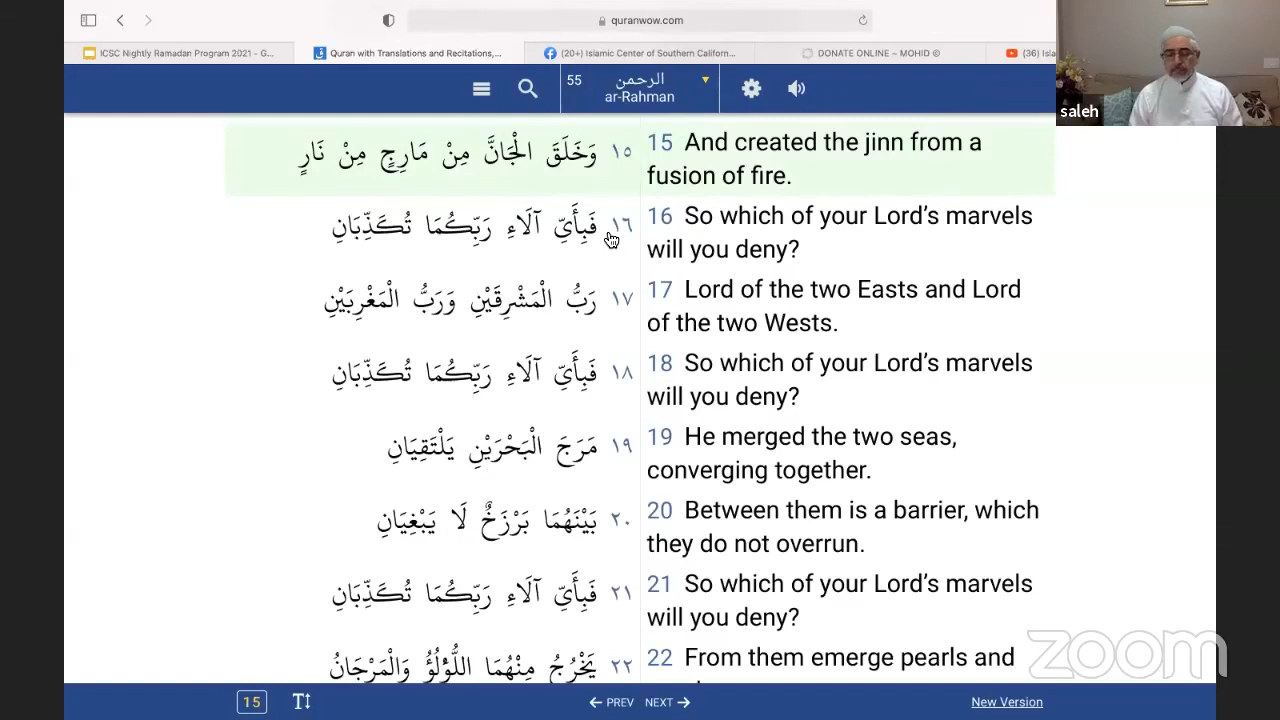 quranwow.com
ICSC Nightly Ramadan Program 2021 - G...
Quran with Translations and Recitations,...
(20+) Islamic Center of Southern Californ...
DONATE ONLINE ~ MOHID ©
(36) Isla
saleh
55
الرحمن
ar-Rahman
وَخَلَقَ الْجَانَّ مِنْ مَارِجٍ مِنْ نَارٍ ١٥
15 And created the jinn from a
fusion of fire.
فَبِأَيِّ آلَاءِ رَبِّكُمَا تُكَذِّبَانِ ١٦
16 So which of your Lord’s marvels
will you deny?
رَبُّ الْمَشْرِقَيْنِ وَرَبُّ الْمَغْرِبَيْنِ ١٧
17 Lord of the two Easts and Lord
of the two Wests.
فَبِأَيِّ آلَاءِ رَبِّكُمَا تُكَذِّبَانِ ١٨
18 So which of your Lord’s marvels
will you deny?
مَرَجَ الْبَحْرَيْنِ يَلْتَقِيَانِ ١٩
19 He merged the two seas,
converging together.
بَيْنَهُمَا بَرْزَخٌ لَا يَبْغِيَانِ ٢٠
20 Between them is a barrier, which
they do not overrun.
فَبِأَيِّ آلَاءِ رَبِّكُمَا تُكَذِّبَانِ ٢١
21 So which of your Lord’s marvels
will you deny?
يَخْرُجُ مِنْهُمَا اللُّؤْلُؤُ وَالْمَرْجَانُ ٢٢
22 From them emerge pearls and
zoom
15
PREV NEXT
New Version